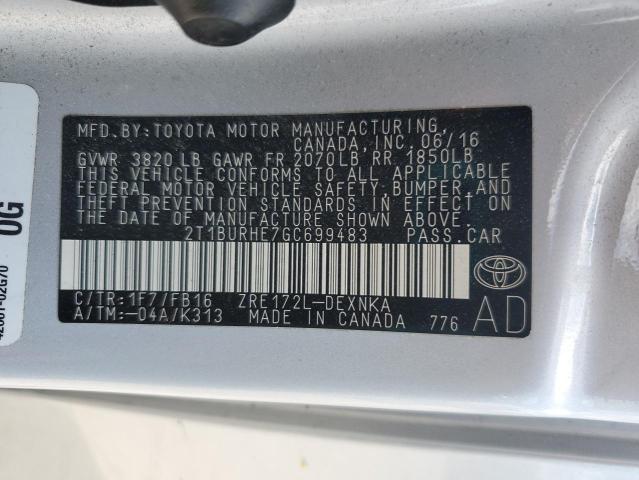 MFD.BY:TOYOTA MOTOR MANUFACTURING,
CANADA, INC. 06/16
GVWR 3820 LB GAWR FR 2070LB RR 1850LB
THIS VEHICLE CONFORMS TO ALL APPLICABLE
FEDERAL MOTOR VEHICLE SAFETY, BUMPER, AND
THEFT PREVENTION STANDARDS IN EFFECT ON
THE DATE OF MANUFACTURE SHOWN ABOVE.
2T1BURHE7GC699483 PASS.CAR
C/TR:1F7/FB16 ZRE172L-DEXNKA
A/TM:-04A/K313 MADE IN CANADA 776
AD
0G